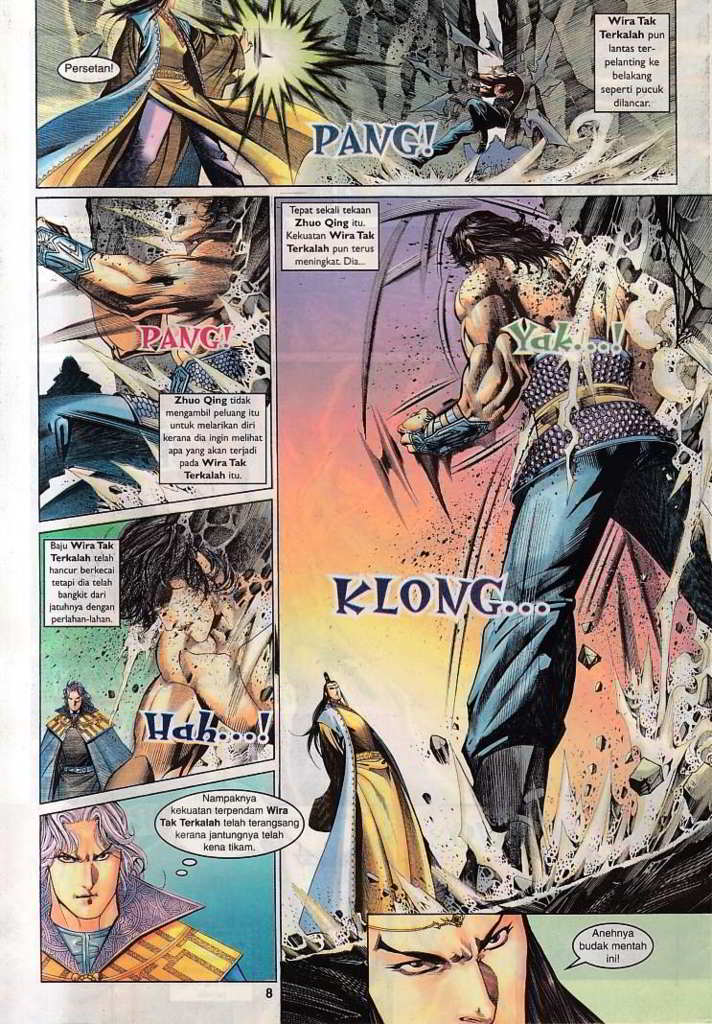 Persetan!
PANG!
Wira Tak
Terkalah pun
lantas ter-
pelanting ke
belakang
seperti pucuk
dilancar.
PANG!
Zhuo Qing tidak
mengambil peluang itu
untuk melarikan diri
kerana dia ingin melihat
apa yang akan terjadi
pada Wira Tak
Terkalah itu.
Tepat sekali tekaan
Zhuo Qing itu.
Kekuatan Wira Tak
Terkalah pun terus
meningkat. Dia...
Yak...!
KLONG...
Baju Wira Tak
Terkalah telah
hancur berkecai
tetapi dia telah
bangkit dari
jatuhnya dengan
perlahan-lahan.
Hah...!
Nampaknya
kekuatan terpendam Wira
Tak Terkalah telah terangsang
kerana jantungnya telah
kena tikam.
Anehnya
budak mentah
ini!
8